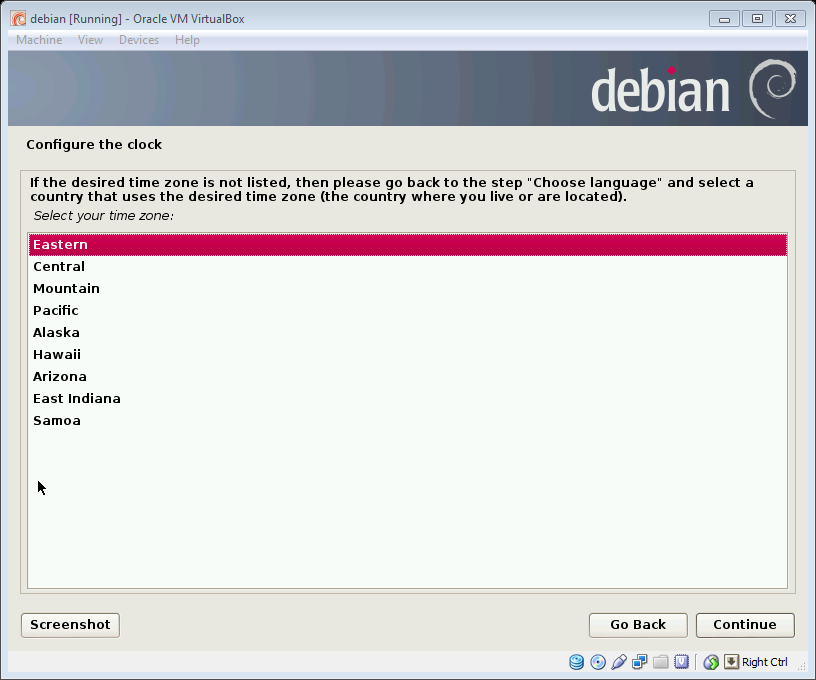 debian [Running] - Oracle VM VirtualBox
Machine View Devices Help
debian
Configure the clock
If the desired time zone is not listed, then please go back to the step "Choose language" and select a
country that uses the desired time zone (the country where you live or are located).
Select your time zone:
Eastern
Central
Mountain
Pacific
Alaska
Hawaii
Arizona
East Indiana
Samoa
Screenshot
Go Back
Continue
Right Ctrl